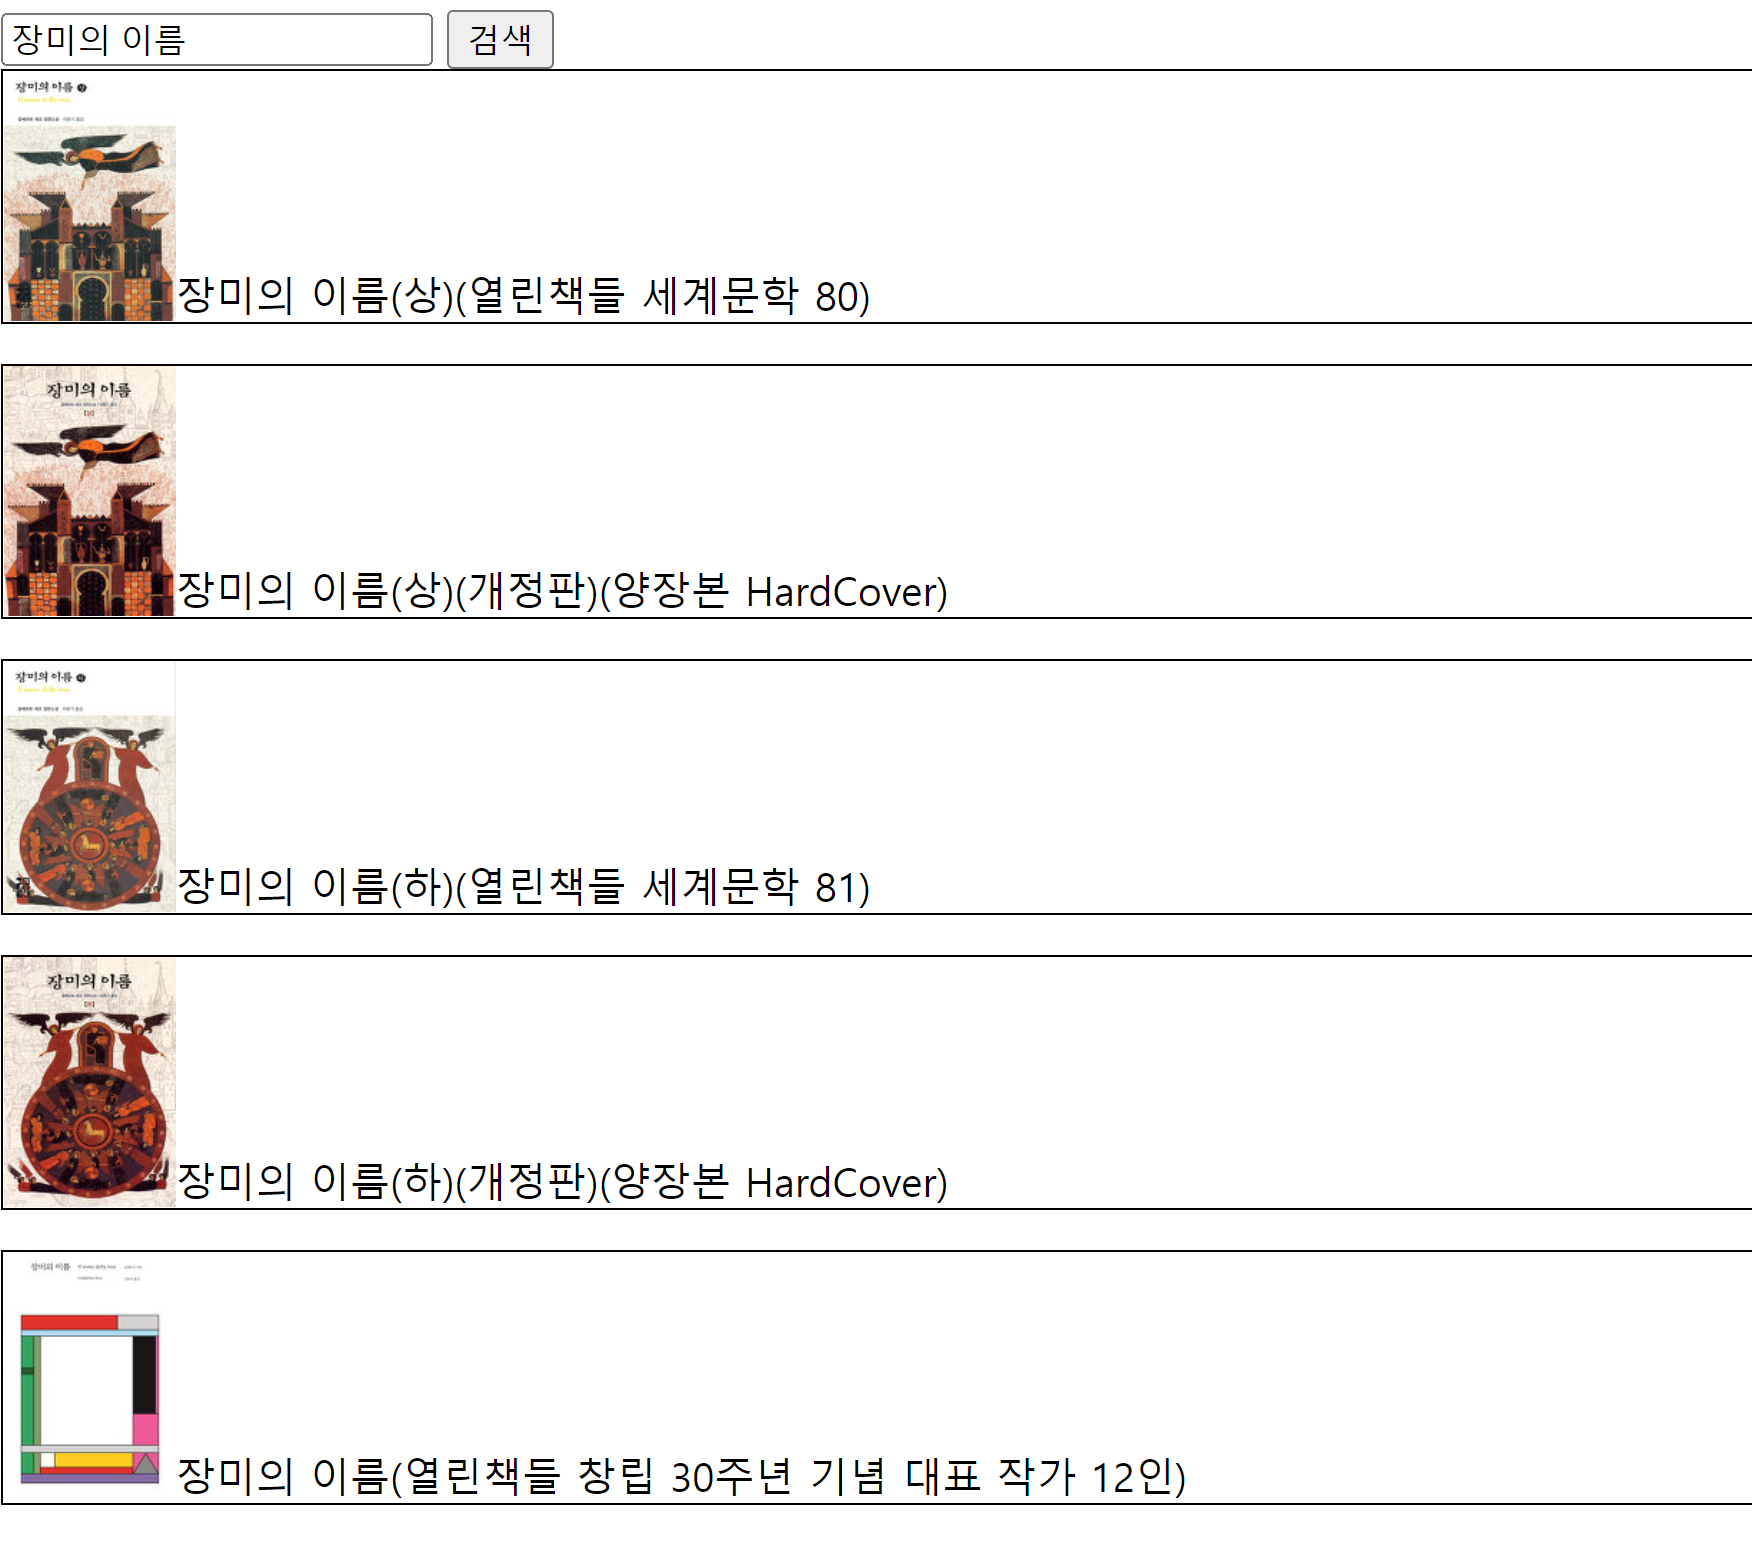 장미의 이름
검색
장미의 이름 상
장미의 이름(상)(열린책들 세계문학 80)
장미의 이름
장미의 이름(상)(개정판)(양장본 HardCover)
장미의 이름 하
장미의 이름(하)(열린책들 세계문학 81)
장미의 이름
장미의 이름(하)(개정판)(양장본 HardCover)
장미의 이름
장미의 이름(열린책들 창립 30주년 기념 대표 작가 12인)